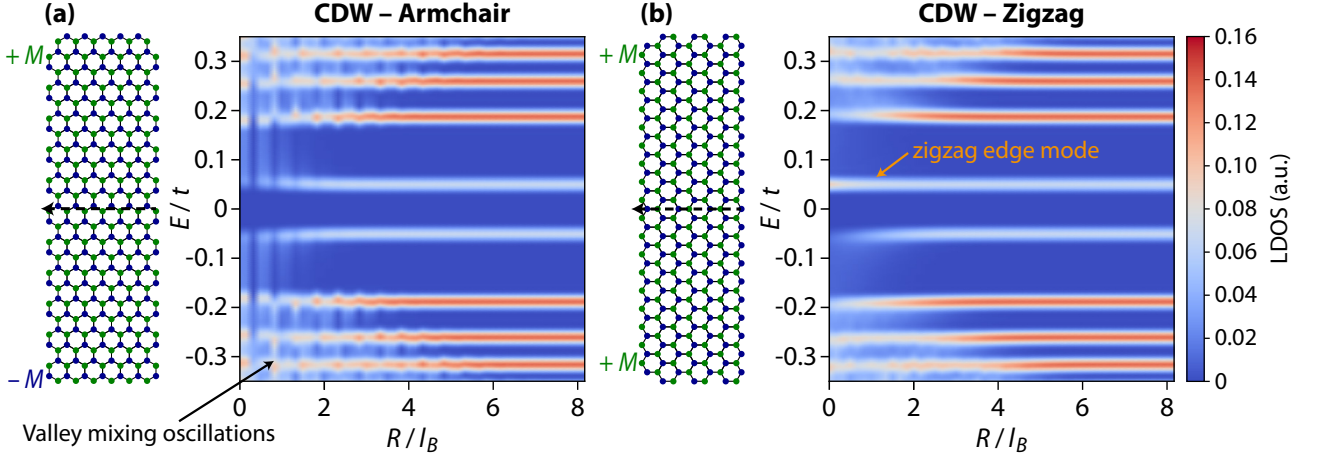 (a)
CDW – Armchair
+ M
– M
E / t
0.3
0.2
0.1
0
-0.1
-0.2
-0.3
0
2
4
6
8
R / l_B
Valley mixing oscillations
(b)
CDW – Zigzag
+ M
+ M
E / t
0.3
0.2
0.1
0
-0.1
-0.2
-0.3
zigzag edge mode
0
2
4
6
8
R / l_B
0.16
0.14
0.12
0.10
0.08
0.06
0.04
0.02
0
LDOS (a.u.)